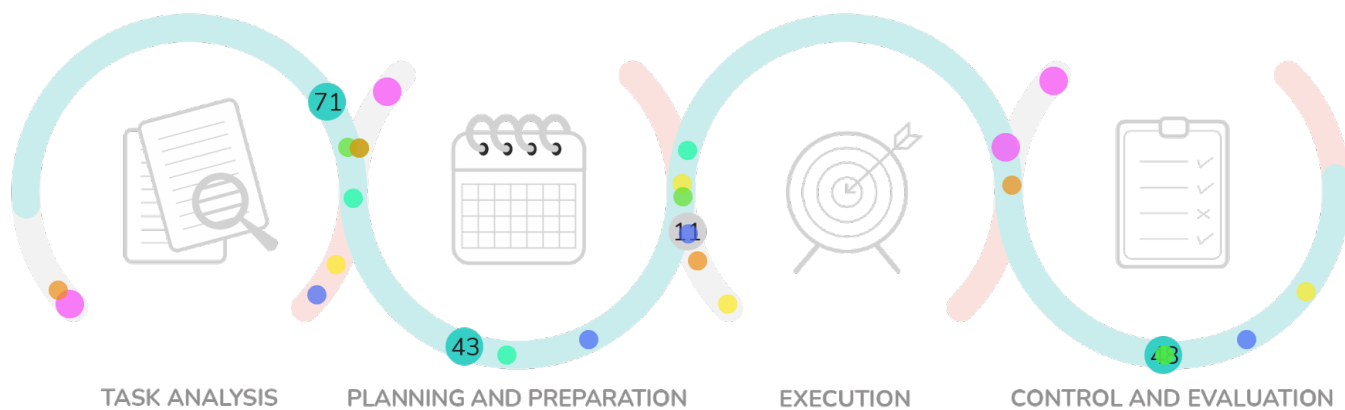 71
11
43
TASK ANALYSIS
PLANNING AND PREPARATION
EXECUTION
CONTROL AND EVALUATION